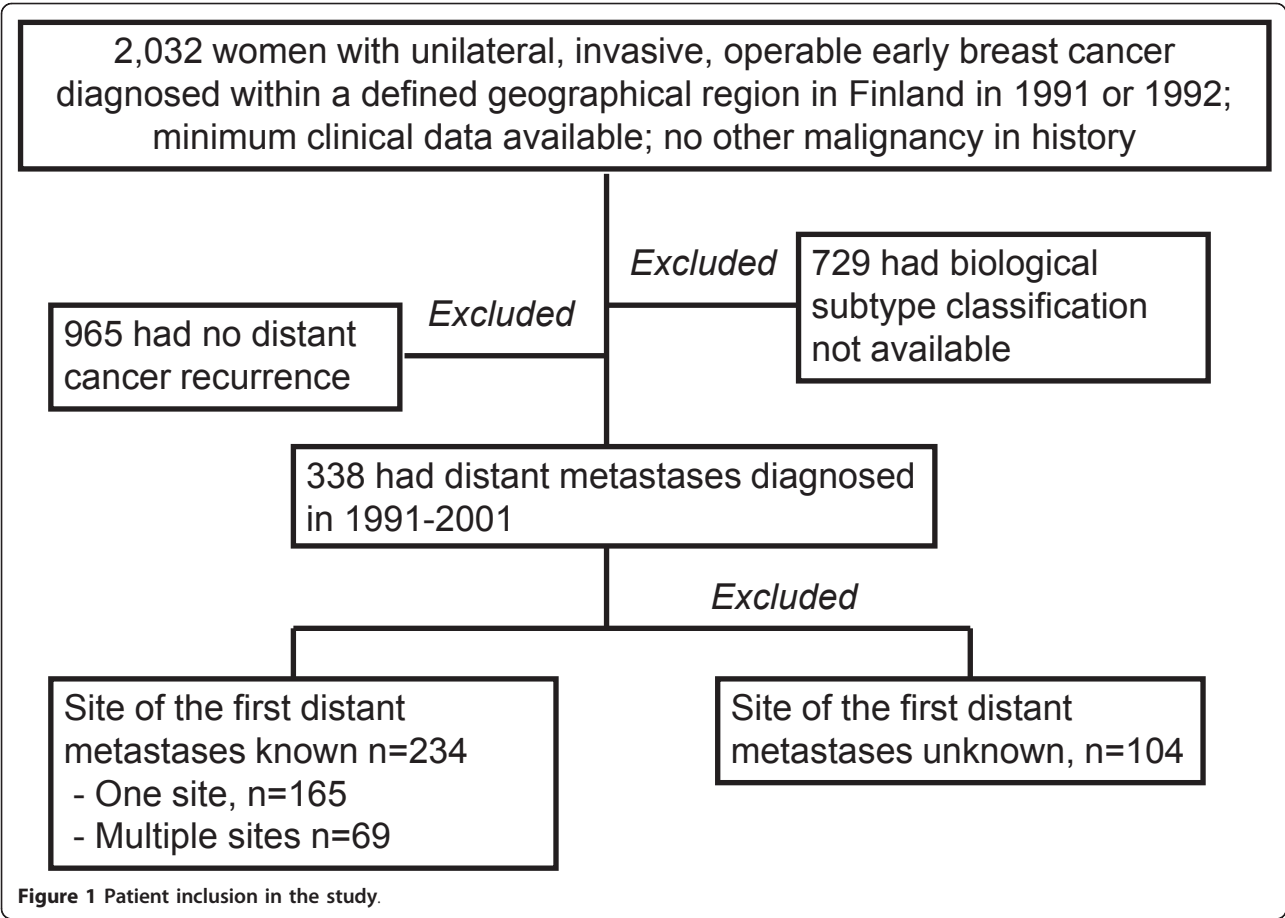 2,032 women with unilateral, invasive, operable early breast cancer
diagnosed within a defined geographical region in Finland in 1991 or 1992;
minimum clinical data available; no other malignancy in history
Excluded
729 had biological
subtype classification
not available
Excluded
965 had no distant
cancer recurrence
338 had distant metastases diagnosed
in 1991-2001
Excluded
Site of the first distant
metastases known n=234
- One site, n=165
- Multiple sites n=69
Site of the first distant
metastases unknown, n=104
Figure 1 Patient inclusion in the study.